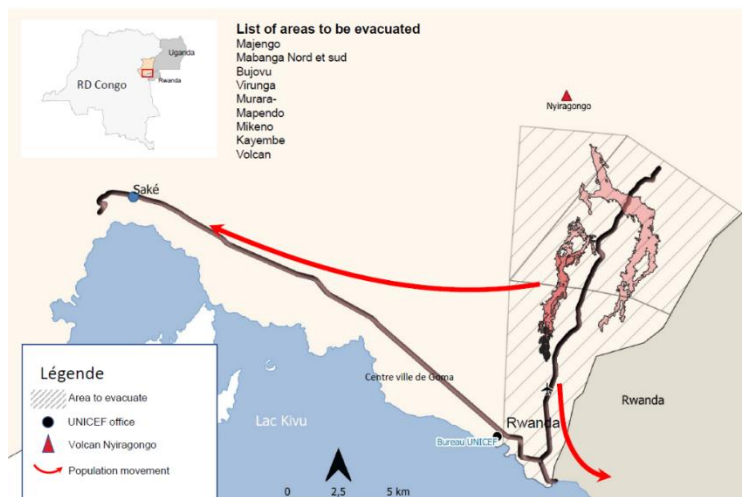 List of areas to be evacuated
Majengo
Mabanga Nord et sud
Bujovu
Virunga
Murara-
Mapendo
Mikeno
Kayembe
Volcan
Uganda
RD Congo
Rwanda
Nyiragongo
Saké
Centre ville de Goma
Rwanda
Rwanda
Bureau UNICEF
Lac Kivu
Légende
Area to evacuate
UNICEF office
Volcan Nyiragongo
Population movement
0 2,5 5 km